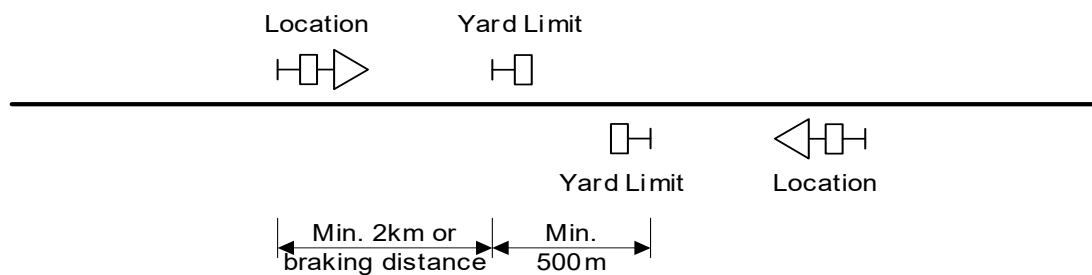 Location
Yard Limit
Yard Limit
Location
Min. 2km or
braking distance
Min.
500m